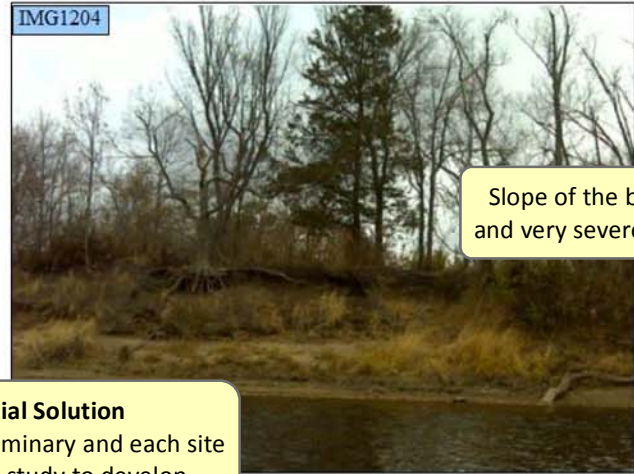 IMG1204
Slope of the b
and very severe
ial Solution
minary and each site
study to develop